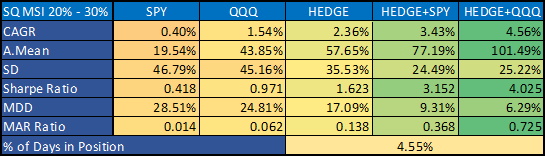 SQ MSI 20% - 30% SPY QQQ HEDGE HEDGE+SPY HEDGE+QQQ
CAGR 0.40% 1.54% 2.36% 3.43% 4.56%
A.Mean 19.54% 43.85% 57.65% 77.19% 101.49%
SD 46.79% 45.16% 35.53% 24.49% 25.22%
Sharpe Ratio 0.418 0.971 1.623 3.152 4.025
MDD 28.51% 24.81% 17.09% 9.31% 6.29%
MAR Ratio 0.014 0.062 0.138 0.368 0.725
% of Days in Position 4.55%